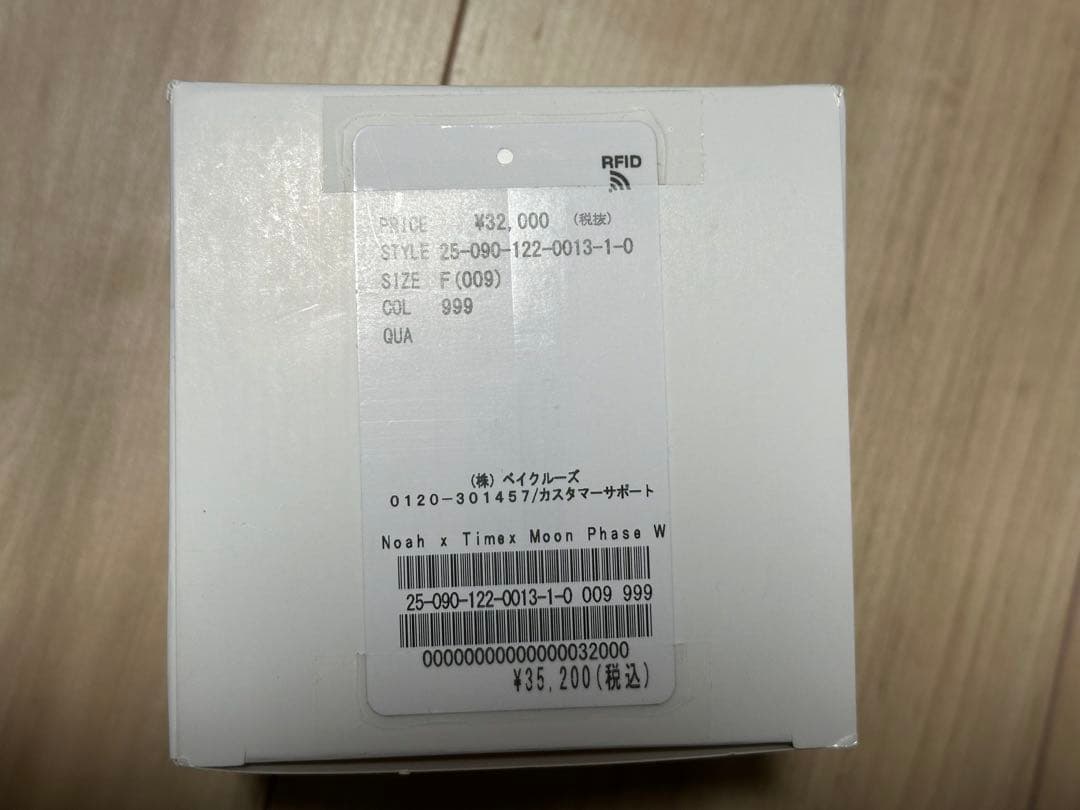 RFID
PRICE ¥32,000 (税抜)
STYLE 25-090-122-0013-1-0
SIZE F(009)
COL 999
QUA
(株) ベイクルーズ
0120-301457/カスタマーサポート
Noah x Timex Moon Phase W
25-090-122-0013-1-0 009 999
00000000000000032000
¥35,200(税込)